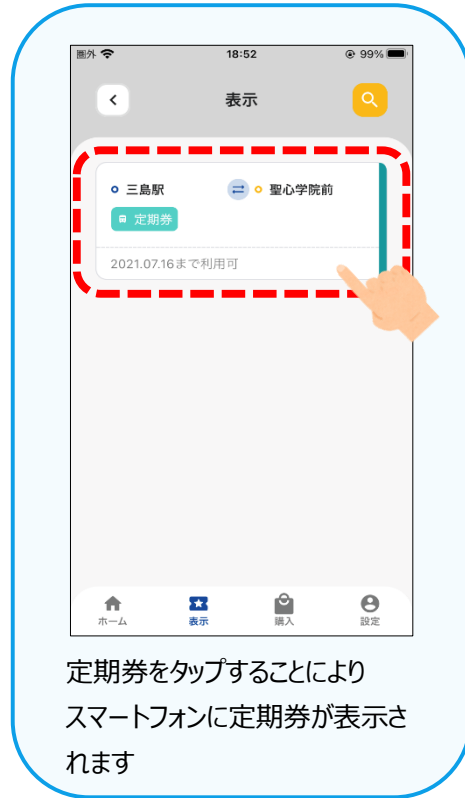 圏外 18:52 99%
表示
三島駅 聖心学院前
定期券
2021.07.16まで利用可
ホーム 表示 購入 設定
定期券をタップすることにより
スマートフォンに定期券が表示さ
れます